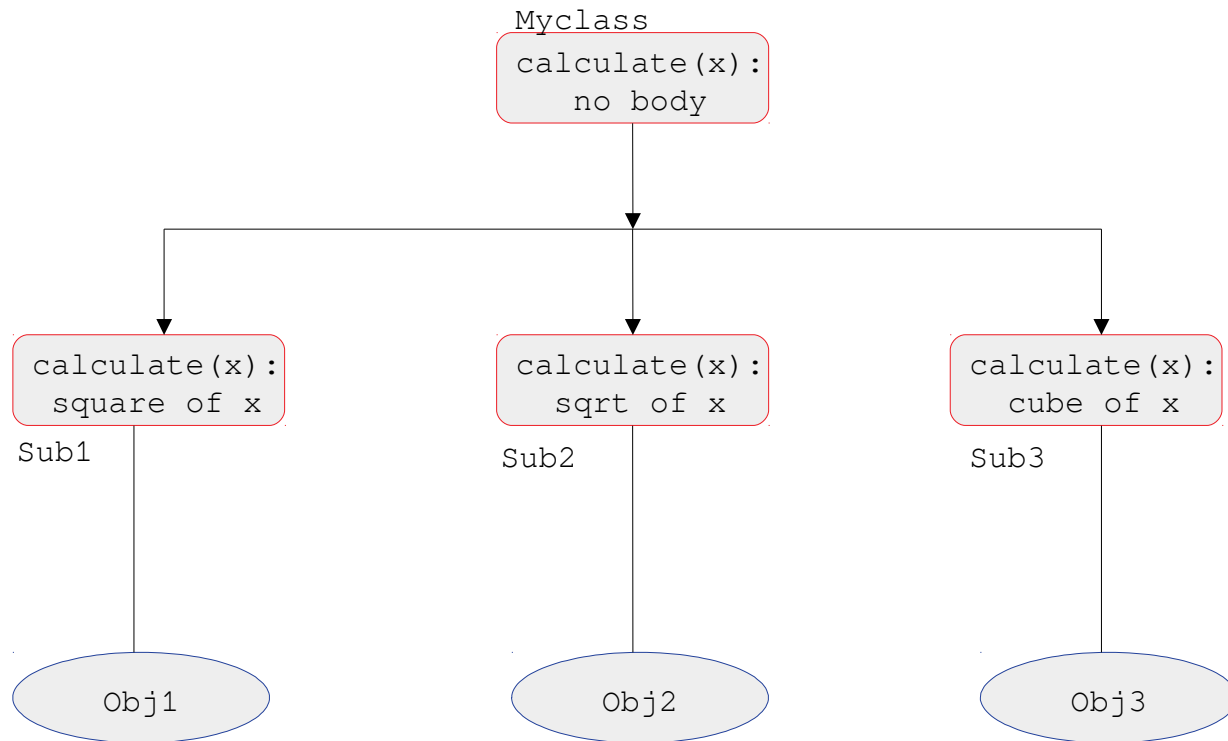 Myclass
calculate(x):
no body
calculate(x):
square of x
Sub1
calculate(x):
sqrt of x
Sub2
calculate(x):
cube of x
Sub3
Obj1
Obj2
Obj3